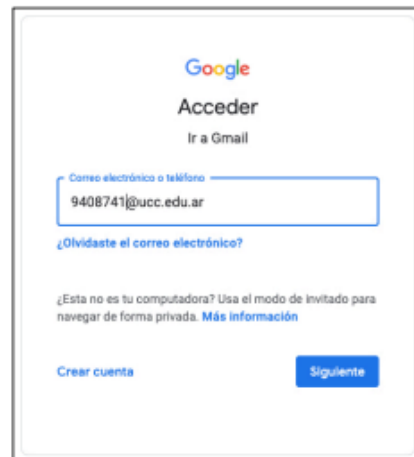 Google
Acceder
Ir a Gmail
Correo electrónico o teléfono
9408741@ucc.edu.ar
¿Olvidaste el correo electrónico?
¿Esta no es tu computadora? Usa el modo de invitado para
navegar de forma privada. Más información
Crear cuenta
Siguiente